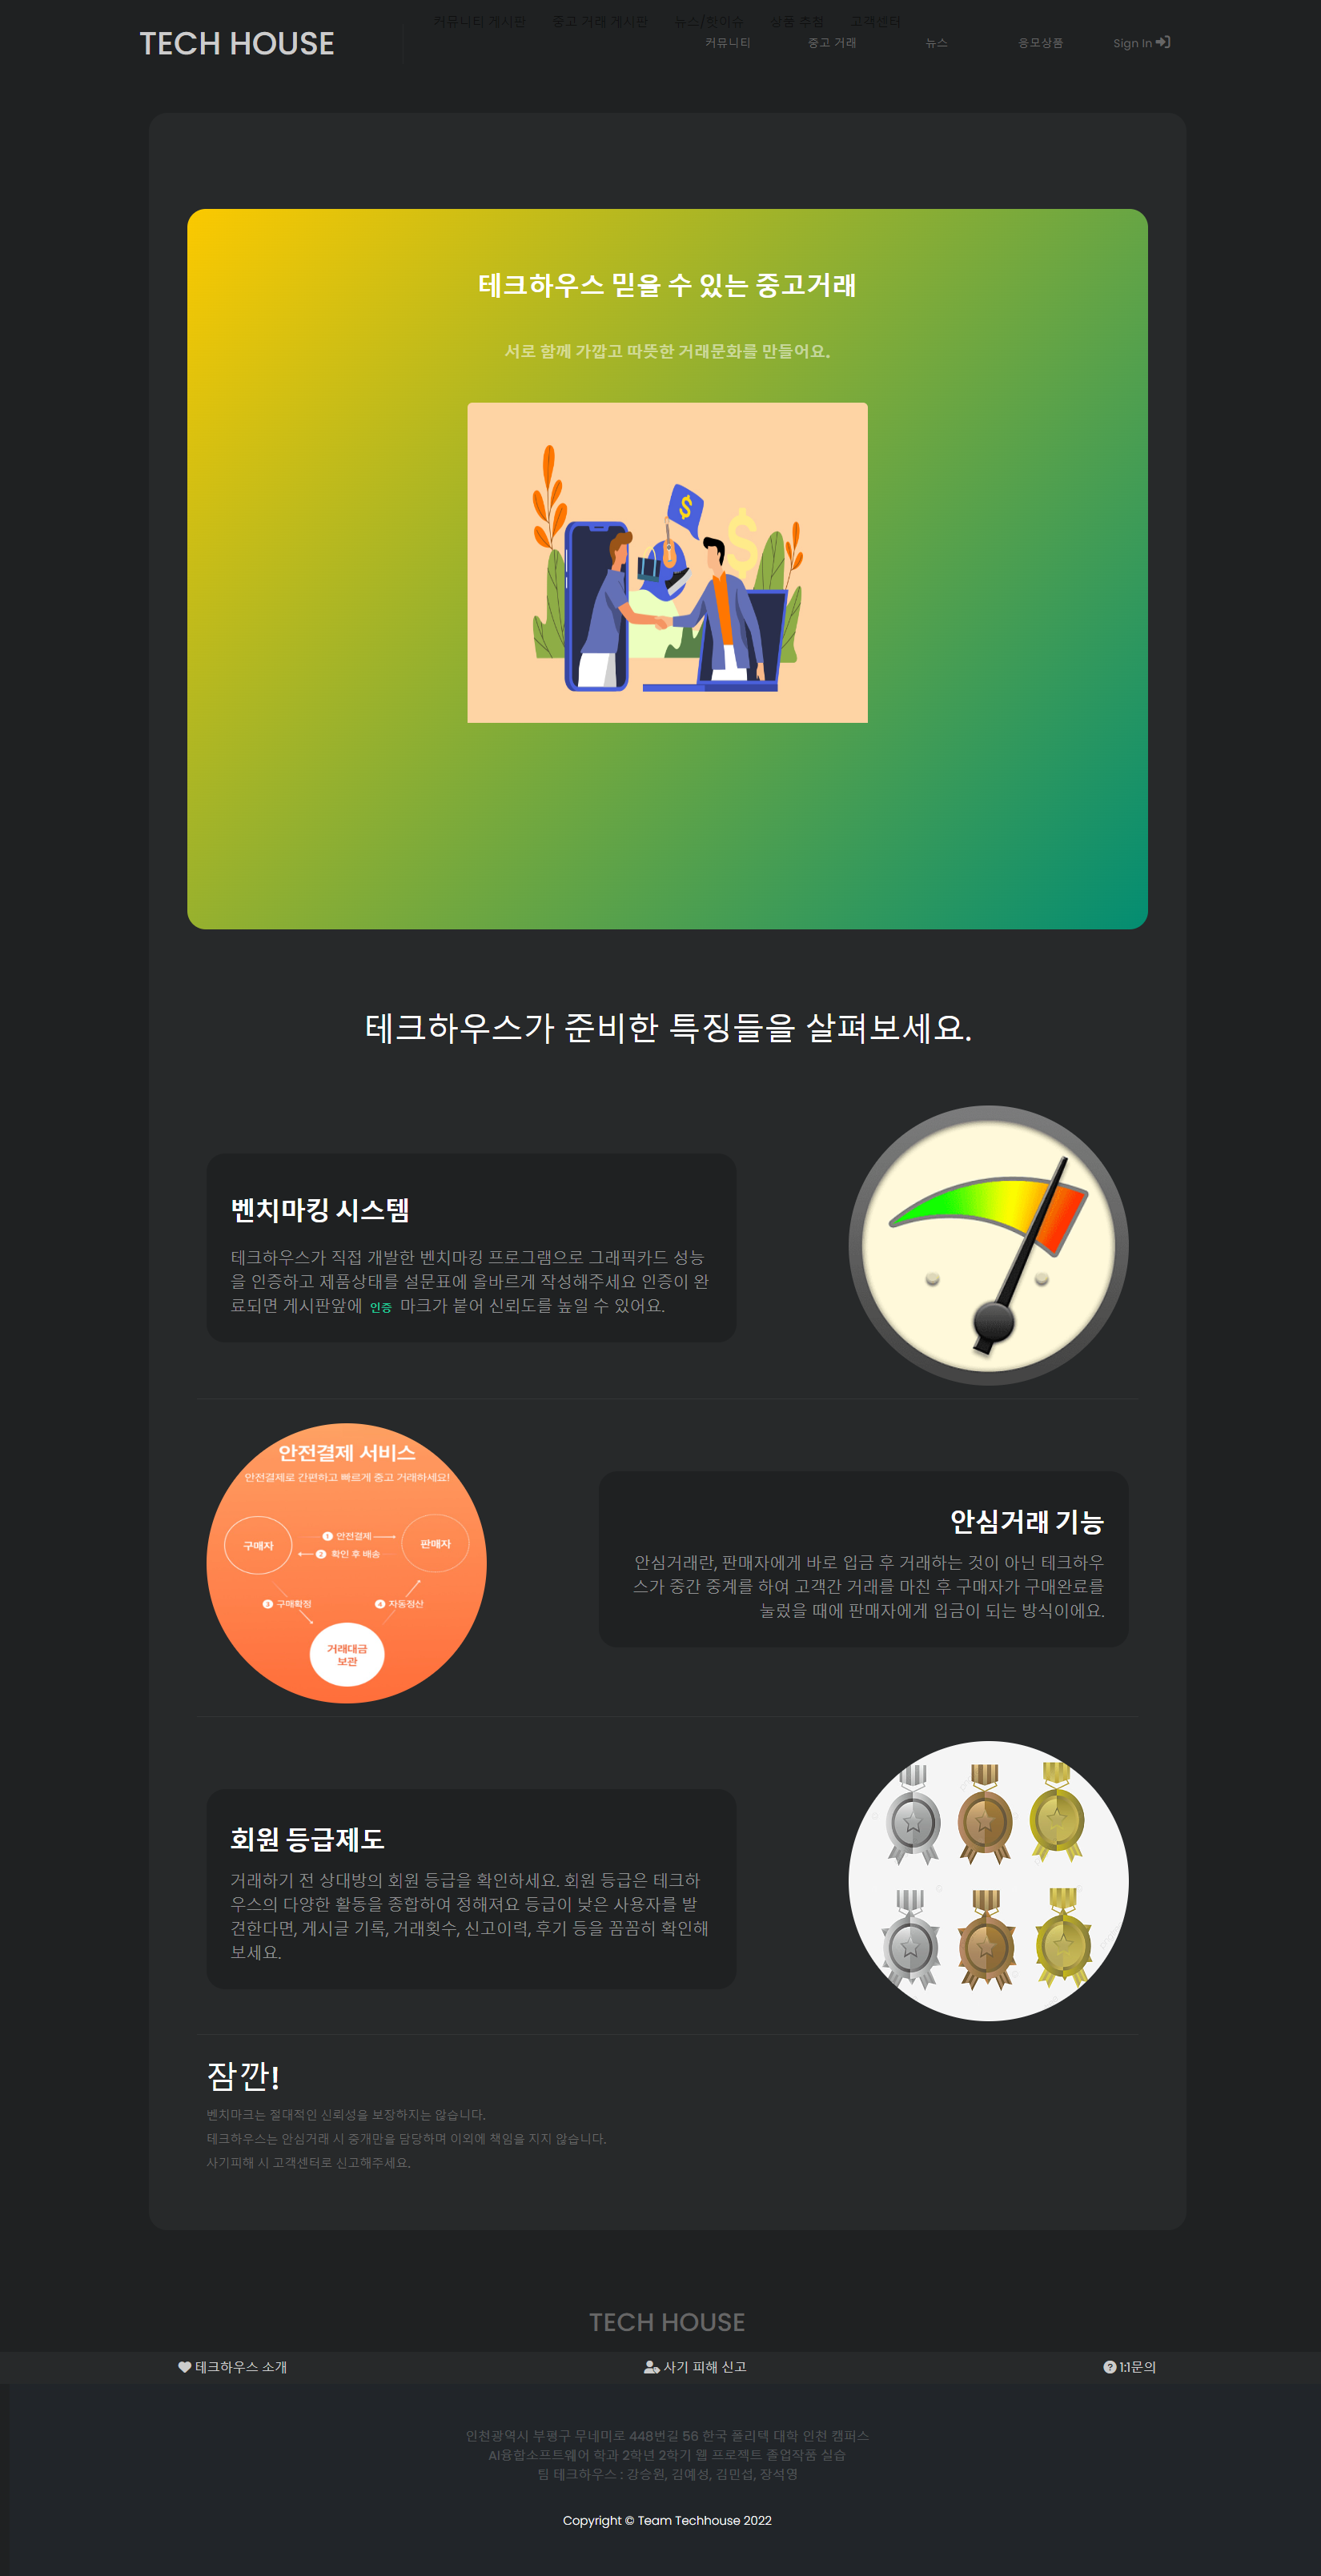 TECH HOUSE
커뮤니티 게시판 중고 거래 게시판 뉴스/핫이슈 상품 추첨 고객센터
커뮤니티 중고 거래 뉴스 응모상품 Sign In
테크하우스 믿을 수 있는 중고거래
서로 함께 가깝고 따뜻한 거래문화를 만들어요.
테크하우스가 준비한 특징들을 살펴보세요.
벤치마킹 시스템
테크하우스가 직접 개발한 벤치마킹 프로그램으로 그래픽카드 성능
을 인증하고 제품상태를 설문표에 올바르게 작성해주세요 인증이 완
료되면 게시판앞에 인증 마크가 붙어 신뢰도를 높일 수 있어요.
안전결제 서비스
안전결제로 간편하고 빠르게 중고 거래하세요!
구매자
1 안전결제
판매자
2 확인 후 배송
3 구매확정
4 자동정산
거래대금
보관
안심거래 기능
안심거래란, 판매자에게 바로 입금 후 거래하는 것이 아닌 테크하우
스가 중간 중계를 하여 고객간 거래를 마친 후 구매자가 구매완료를
눌렀을 때에 판매자에게 입금이 되는 방식이에요.
회원 등급제도
거래하기 전 상대방의 회원 등급을 확인하세요. 회원 등급은 테크하
우스의 다양한 활동을 종합하여 정해져요 등급이 낮은 사용자를 발
견한다면, 게시글 기록, 거래횟수, 신고이력, 후기 등을 꼼꼼히 확인해
보세요.
잠깐!
벤치마크는 절대적인 신뢰성을 보장하지는 않습니다.
테크하우스는 안심거래 시 중개만을 담당하며 이외에 책임을 지지 않습니다.
사기피해 시 고객센터로 신고해주세요.
TECH HOUSE
테크하우스 소개 사기 피해 신고 1:1문의
인천광역시 부평구 무네미로 448번길 56 한국 폴리텍 대학 인천 캠퍼스
AI융합소프트웨어 학과 2학년 2학기 웹 프로젝트 졸업작품 실습
팀 테크하우스 : 강승원, 김예성, 김민섭, 장석영
Copyright © Team Techhouse 2022